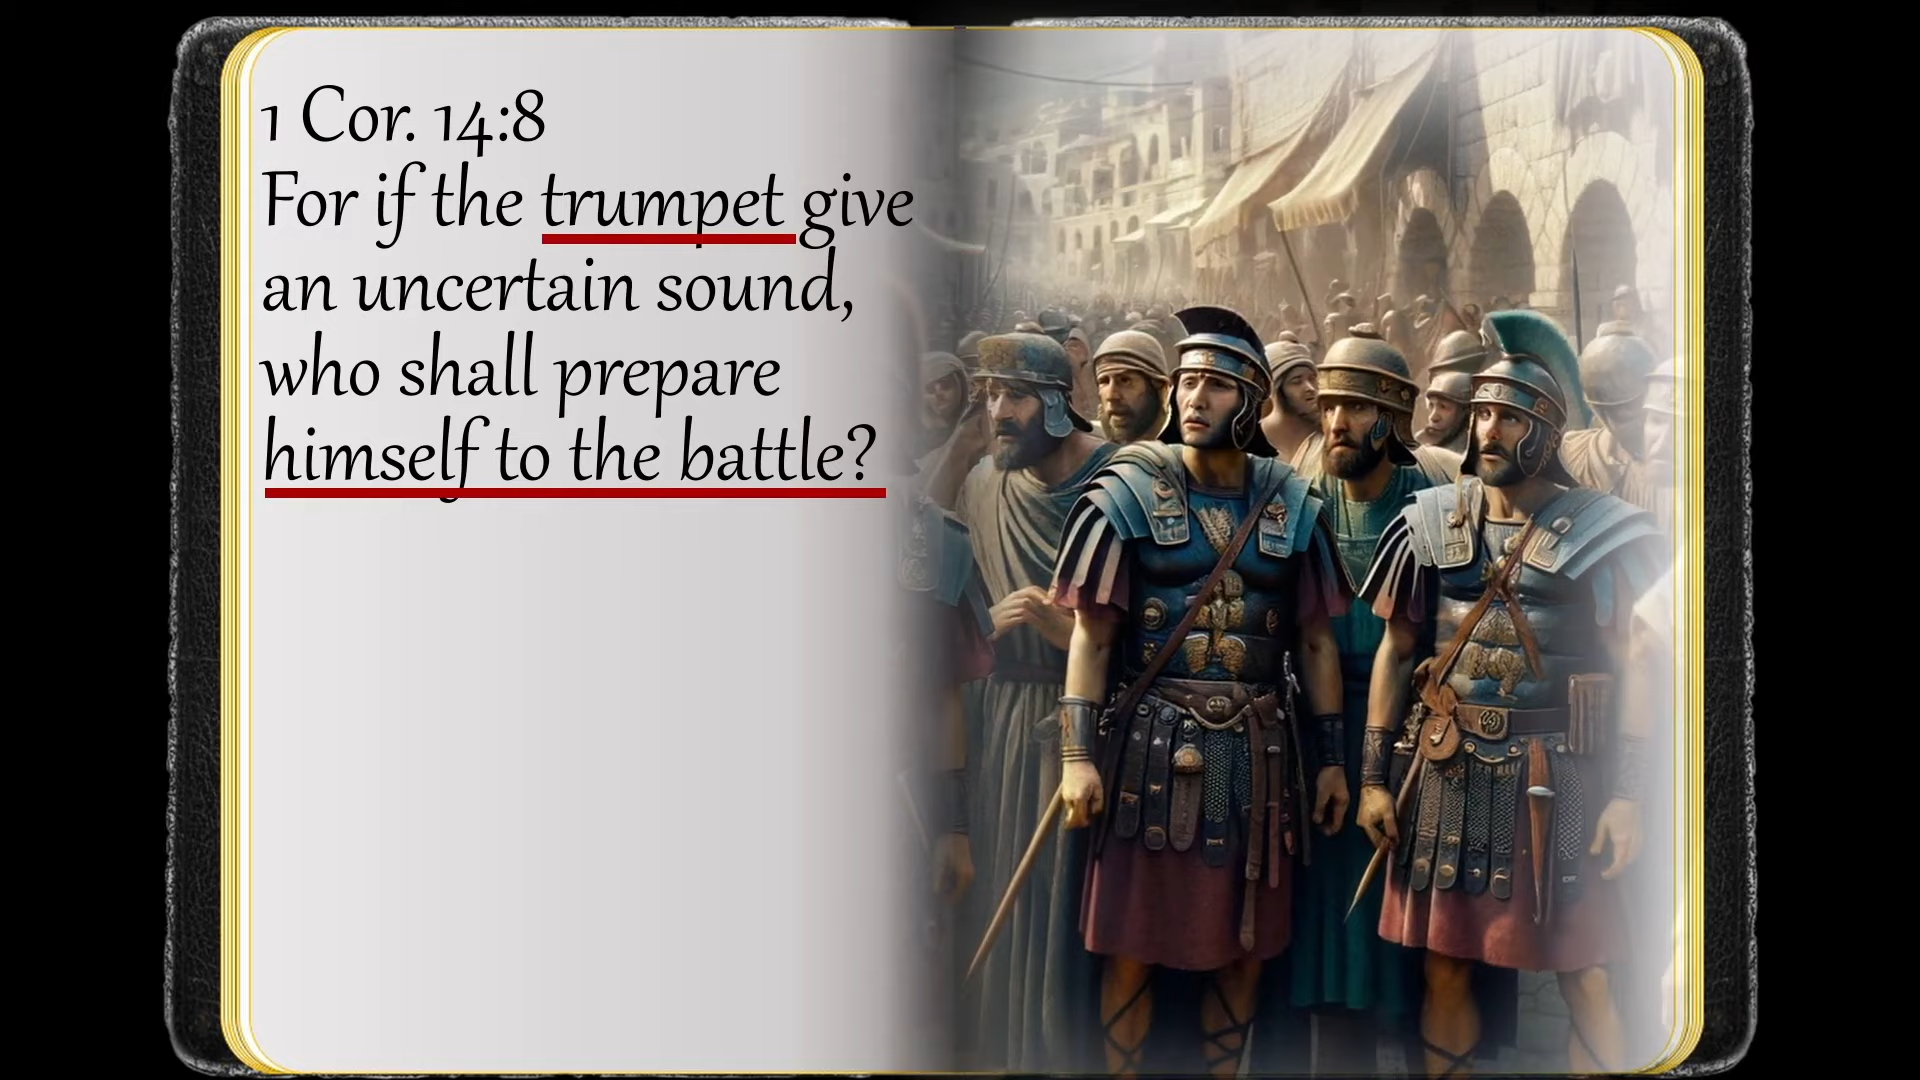 1 Cor. 14:8
For if the trumpet give
an uncertain sound,
who shall prepare
himself to the battle?